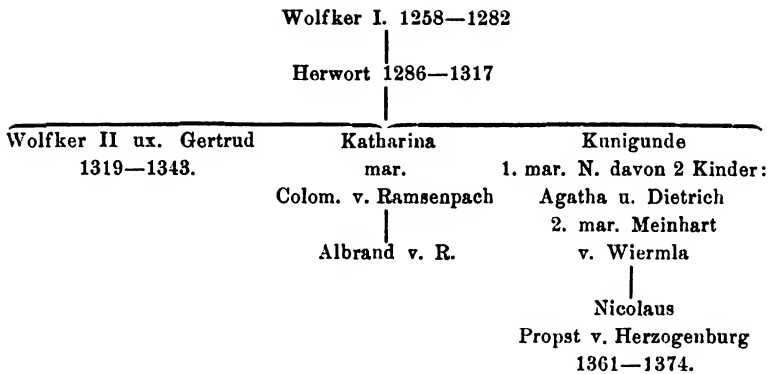 Wolfker I. 1258—1282
Herwort 1286—1317
Wolfker II ux. Gertrud
1319—1343.
Katharina
mar.
Colom. v. Ramsenpach
Albrand v. R.
Kunigunde
1. mar. N. davon 2 Kinder:
Agatha u. Dietrich
2. mar. Meinhart
v. Wiermla
Nicolaus
Propst v. Herzogenburg
1361—1374.